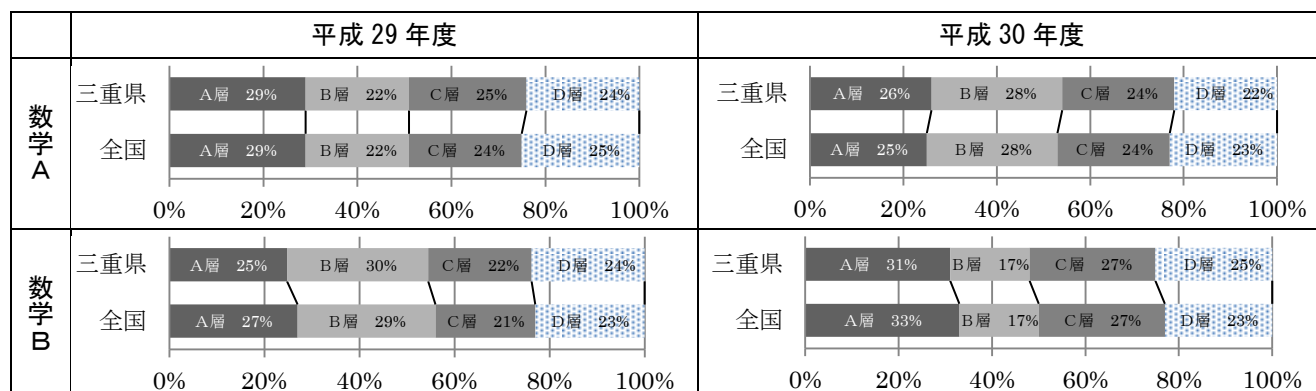 平成 29 年度 平成 30 年度
数学A
三重県 A層 29% B層 22% C層 25% D層 24%
全国 A層 29% B層 22% C層 24% D層 25%
0% 20% 40% 60% 80% 100%
三重県 A層 26% B層 28% C層 24% D層 22%
全国 A層 25% B層 28% C層 24% D層 23%
0% 20% 40% 60% 80% 100%
数学B
三重県 A層 25% B層 30% C層 22% D層 24%
全国 A層 27% B層 29% C層 21% D層 23%
0% 20% 40% 60% 80% 100%
三重県 A層 31% B層 17% C層 27% D層 25%
全国 A層 33% B層 17% C層 27% D層 23%
0% 20% 40% 60% 80% 100%